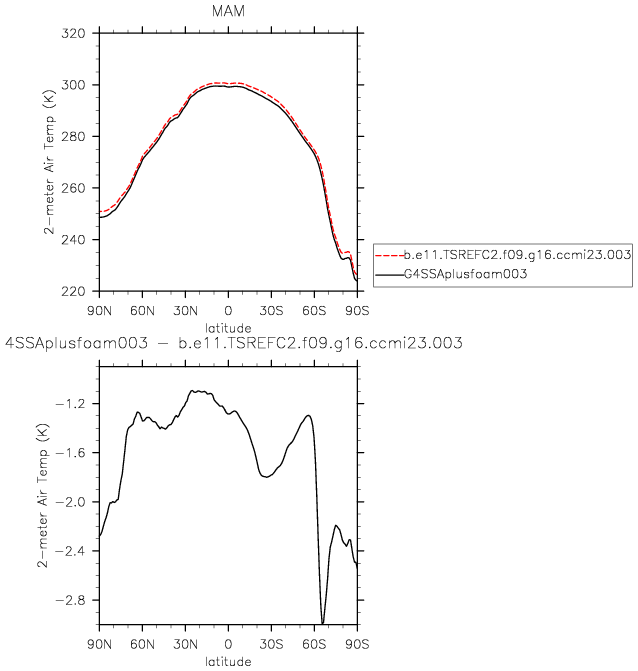 MAM
320
300
280
260
240
220
2-meter Air Temp (K)
90N 60N 30N 0 30S 60S 90S
latitude
b.e11.TSREFC2.f09.g16.ccmi23.003
G4SSAplusfoam003
4SSAplusfoam003 - b.e11.TSREFC2.f09.g16.ccmi23.003
-1.2
-1.6
-2.0
-2.4
-2.8
2-meter Air Temp (K)
90N 60N 30N 0 30S 60S 90S
latitude